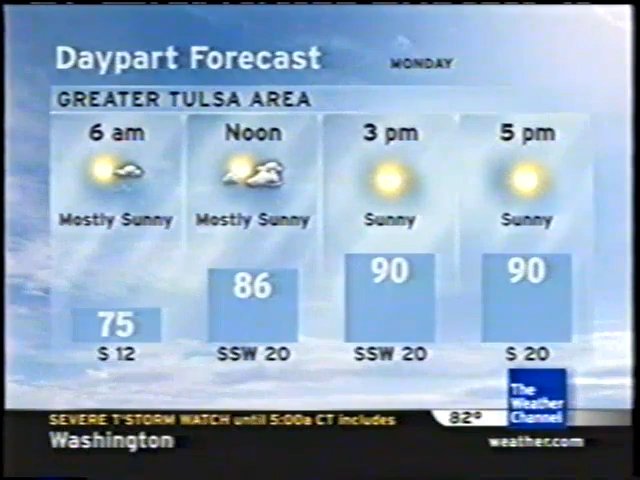 Daypart Forecast MONDAY
GREATER TULSA AREA
6 am Noon 3 pm 5 pm
Mostly Sunny Mostly Sunny Sunny Sunny
75 86 90 90
S 12 SSW 20 SSW 20 S 20
The Weather Channel
SEVERE T'STORM WATCH until 5:00a CT includes 82°
Washington weather.com